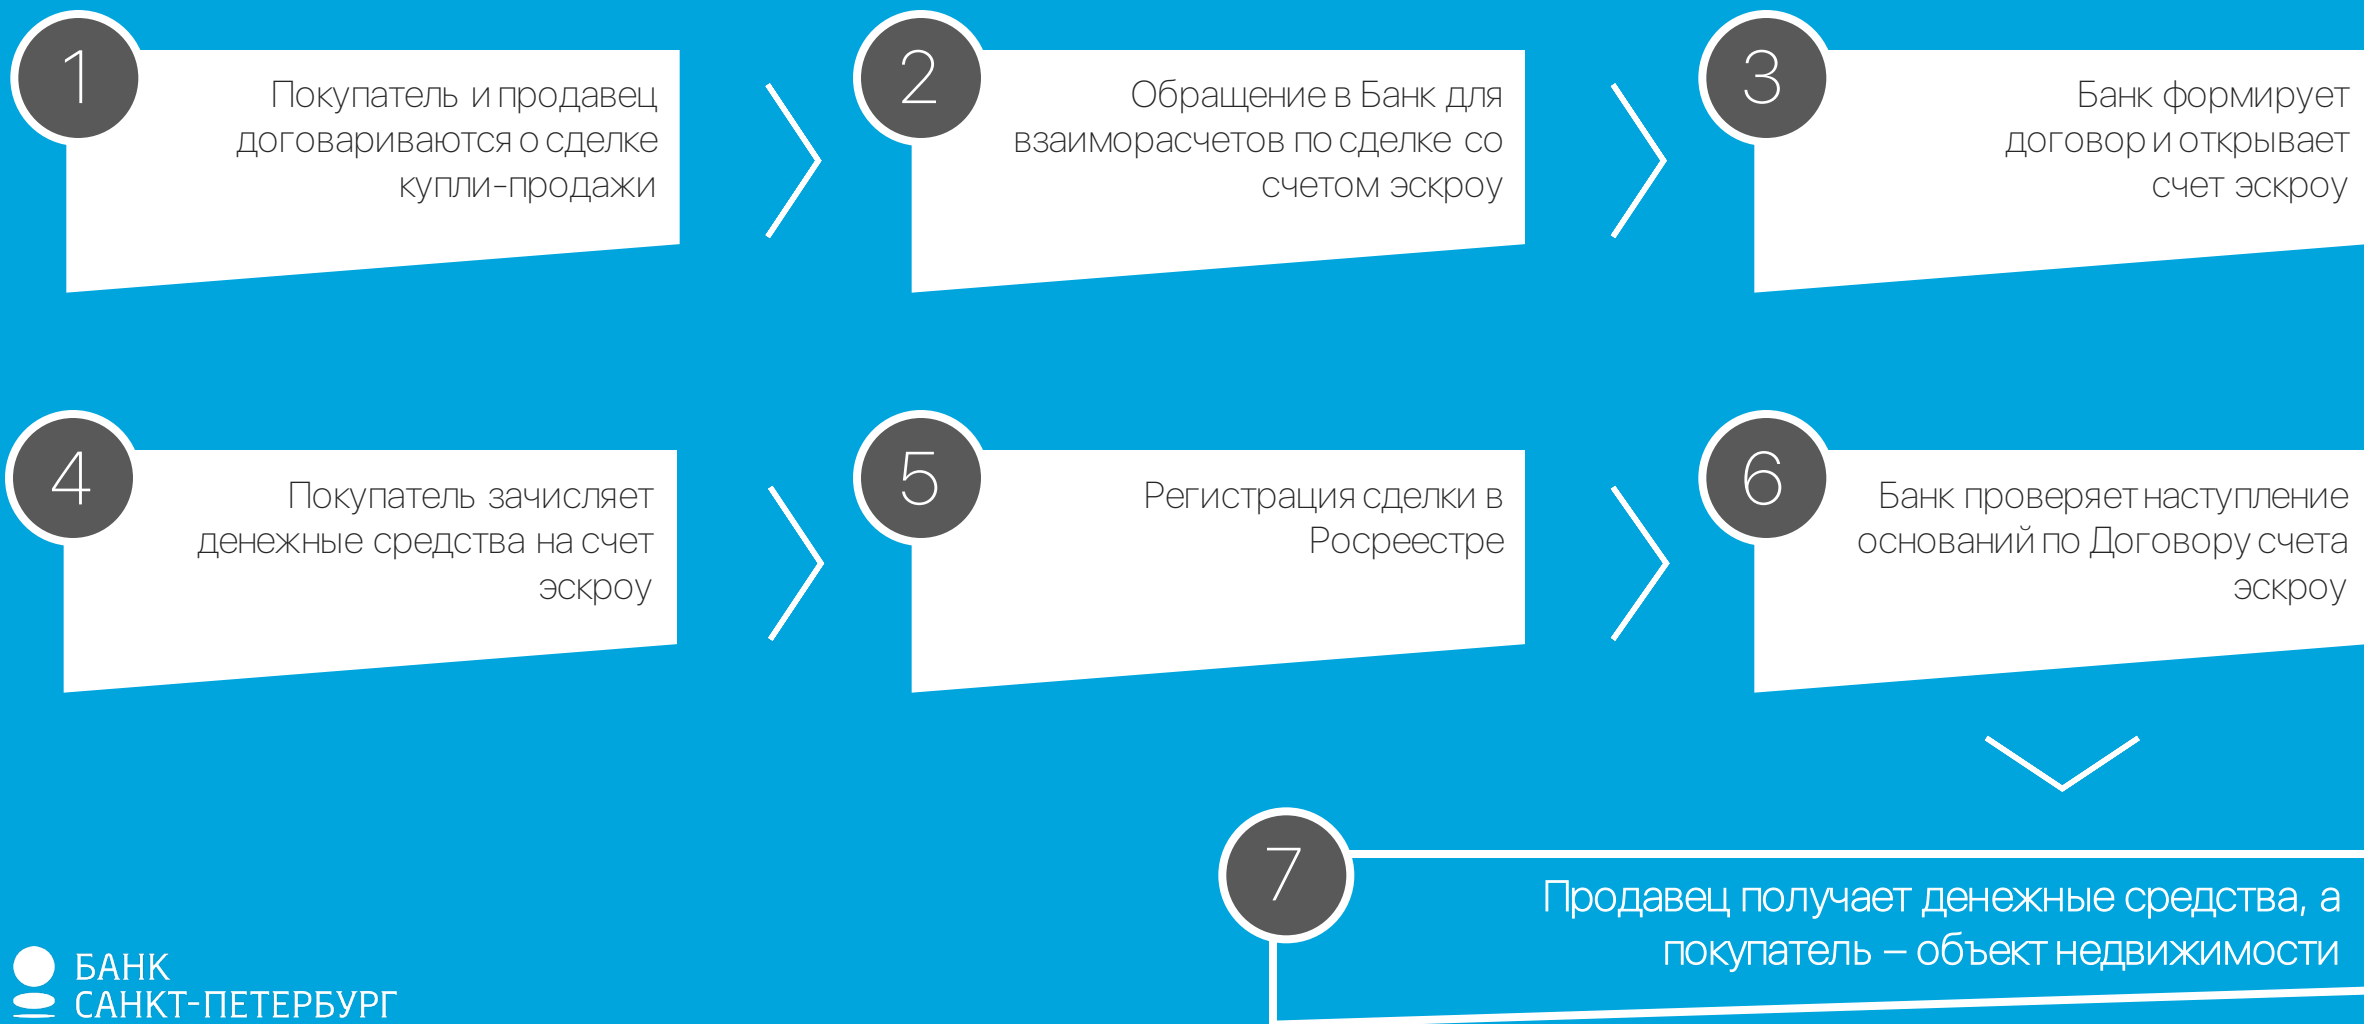 1
Покупатель и продавец
договариваются о сделке
купли-продажи
2
Обращение в Банк для
взаиморасчетов по сделке со
счетом эскроу
3
Банк формирует
договор и открывает
счет эскроу
4
Покупатель зачисляет
денежные средства на счет
эскроу
5
Регистрация сделки в
Росреестре
6
Банк проверяет наступление
оснований по Договору счета
эскроу
7
Продавец получает денежные средства, а
покупатель – объект недвижимости
БАНК
САНКТ-ПЕТЕРБУРГ